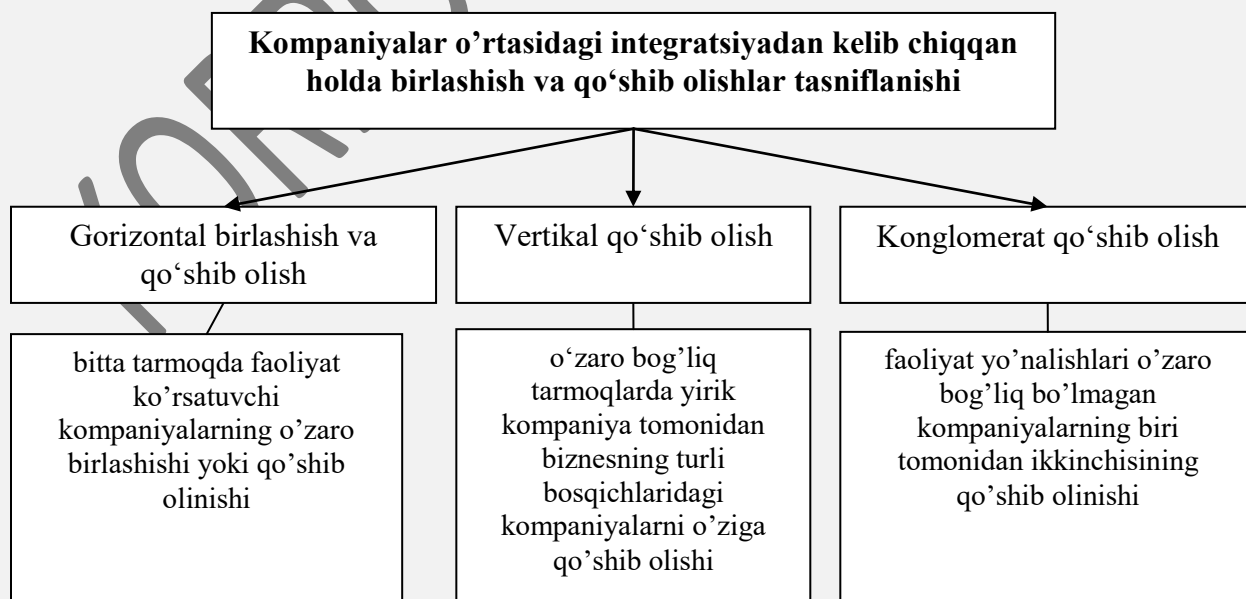 Kompaniyalar o’rtasidagi integratsiyadan kelib chiqqan
holda birlashish va qo‘shib olishlar tasniflanishi
Gorizontal birlashish va
qo‘shib olish
Vertikal qo‘shib olish
Konglomerat qo‘shib olish
bitta tarmoqda faoliyat
ko’rsatuvchi
kompaniyalarning o’zaro
birlashishi yoki qo’shib
olinishi
o‘zaro bog’liq
tarmoqlarda yirik
kompaniya tomonidan
biznesning turli
bosqichlaridagi
kompaniyalarni o’ziga
qo’shib olishi
faoliyat yo’nalishlari o’zaro
bog’liq bo’lmagan
kompaniyalarning biri
tomonidan ikkinchisining
qo’shib olinishi